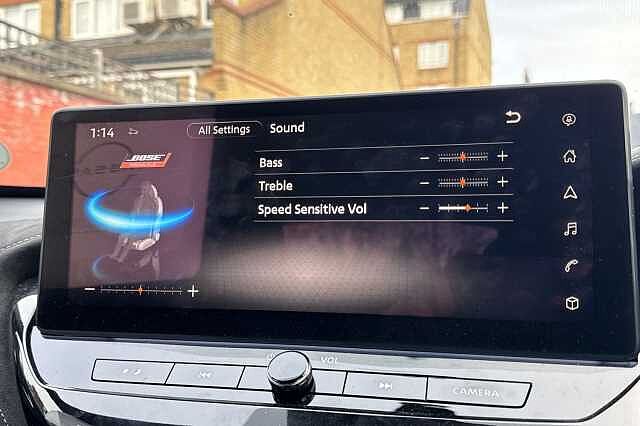 1:14
All Settings
Sound
BOSE
Bass
Treble
Speed Sensitive Vol
VOL
CAMERA